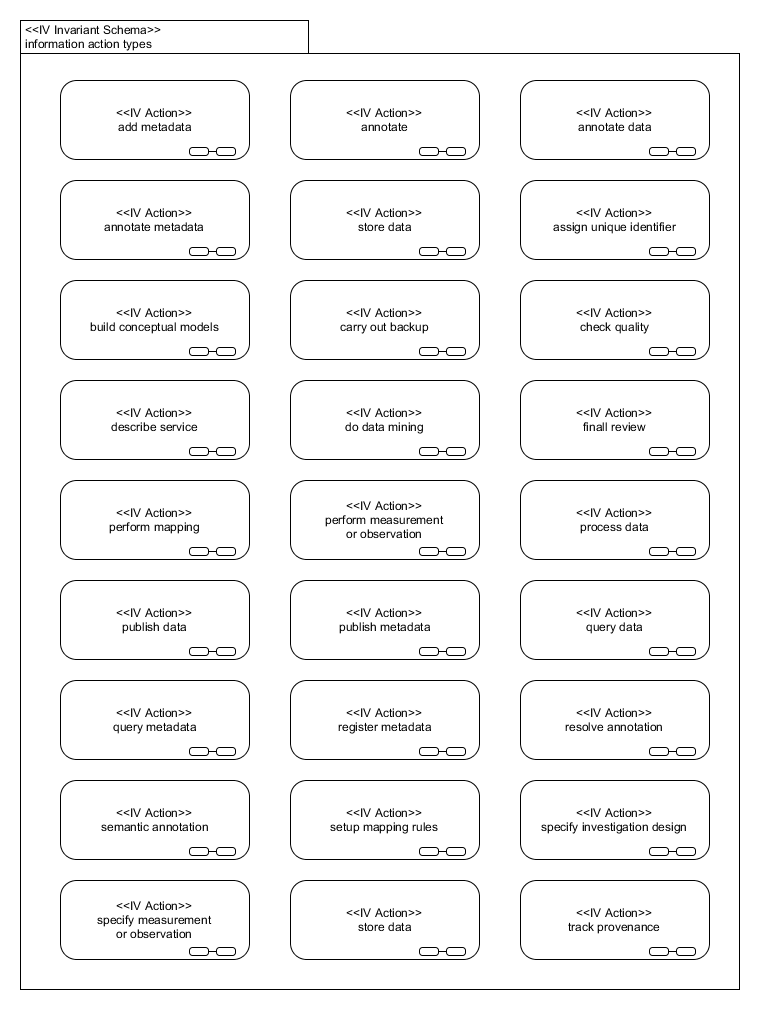 <<IV Invariant Schema>>
information action types
<<IV Action>>
add metadata
<<IV Action>>
annotate
<<IV Action>>
annotate data
<<IV Action>>
annotate metadata
<<IV Action>>
store data
<<IV Action>>
assign unique identifier
<<IV Action>>
build conceptual models
<<IV Action>>
carry out backup
<<IV Action>>
check quality
<<IV Action>>
describe service
<<IV Action>>
do data mining
<<IV Action>>
finall review
<<IV Action>>
perform mapping
<<IV Action>>
perform measurement
or observation
<<IV Action>>
process data
<<IV Action>>
publish data
<<IV Action>>
publish metadata
<<IV Action>>
query data
<<IV Action>>
query metadata
<<IV Action>>
register metadata
<<IV Action>>
resolve annotation
<<IV Action>>
semantic annotation
<<IV Action>>
setup mapping rules
<<IV Action>>
specify investigation design
<<IV Action>>
specify measurement
or observation
<<IV Action>>
store data
<<IV Action>>
track provenance